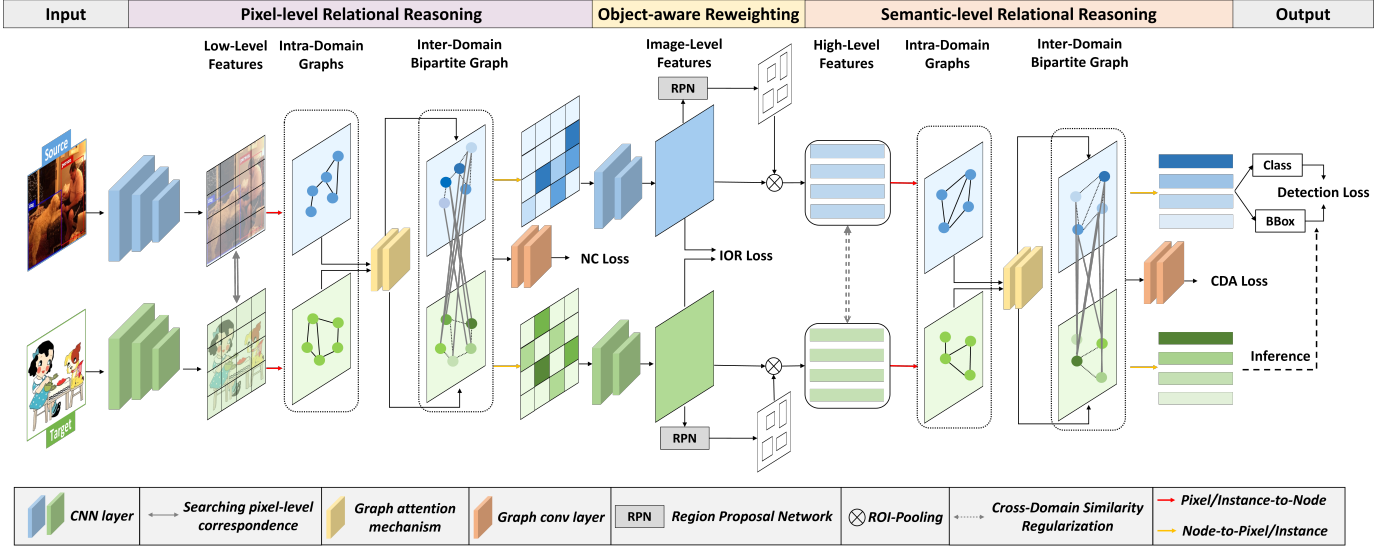 Input
Pixel-level Relational Reasoning
Object-aware Reweighting
Semantic-level Relational Reasoning
Output
Low-Level
Features
Intra-Domain
Graphs
Inter-Domain
Bipartite Graph
Image-Level
Features
High-Level
Features
Intra-Domain
Graphs
Inter-Domain
Bipartite Graph
RPN
Source
Class
Detection Loss
BBox
NC Loss
IOR Loss
CDA Loss
Inference
Target
RPN
CNN layer
Searching pixel-level
correspondence
Graph attention
mechanism
Graph conv layer
RPN
Region Proposal Network
ROI-Pooling
Cross-Domain Similarity
Regularization
Pixel/Instance-to-Node
Node-to-Pixel/Instance